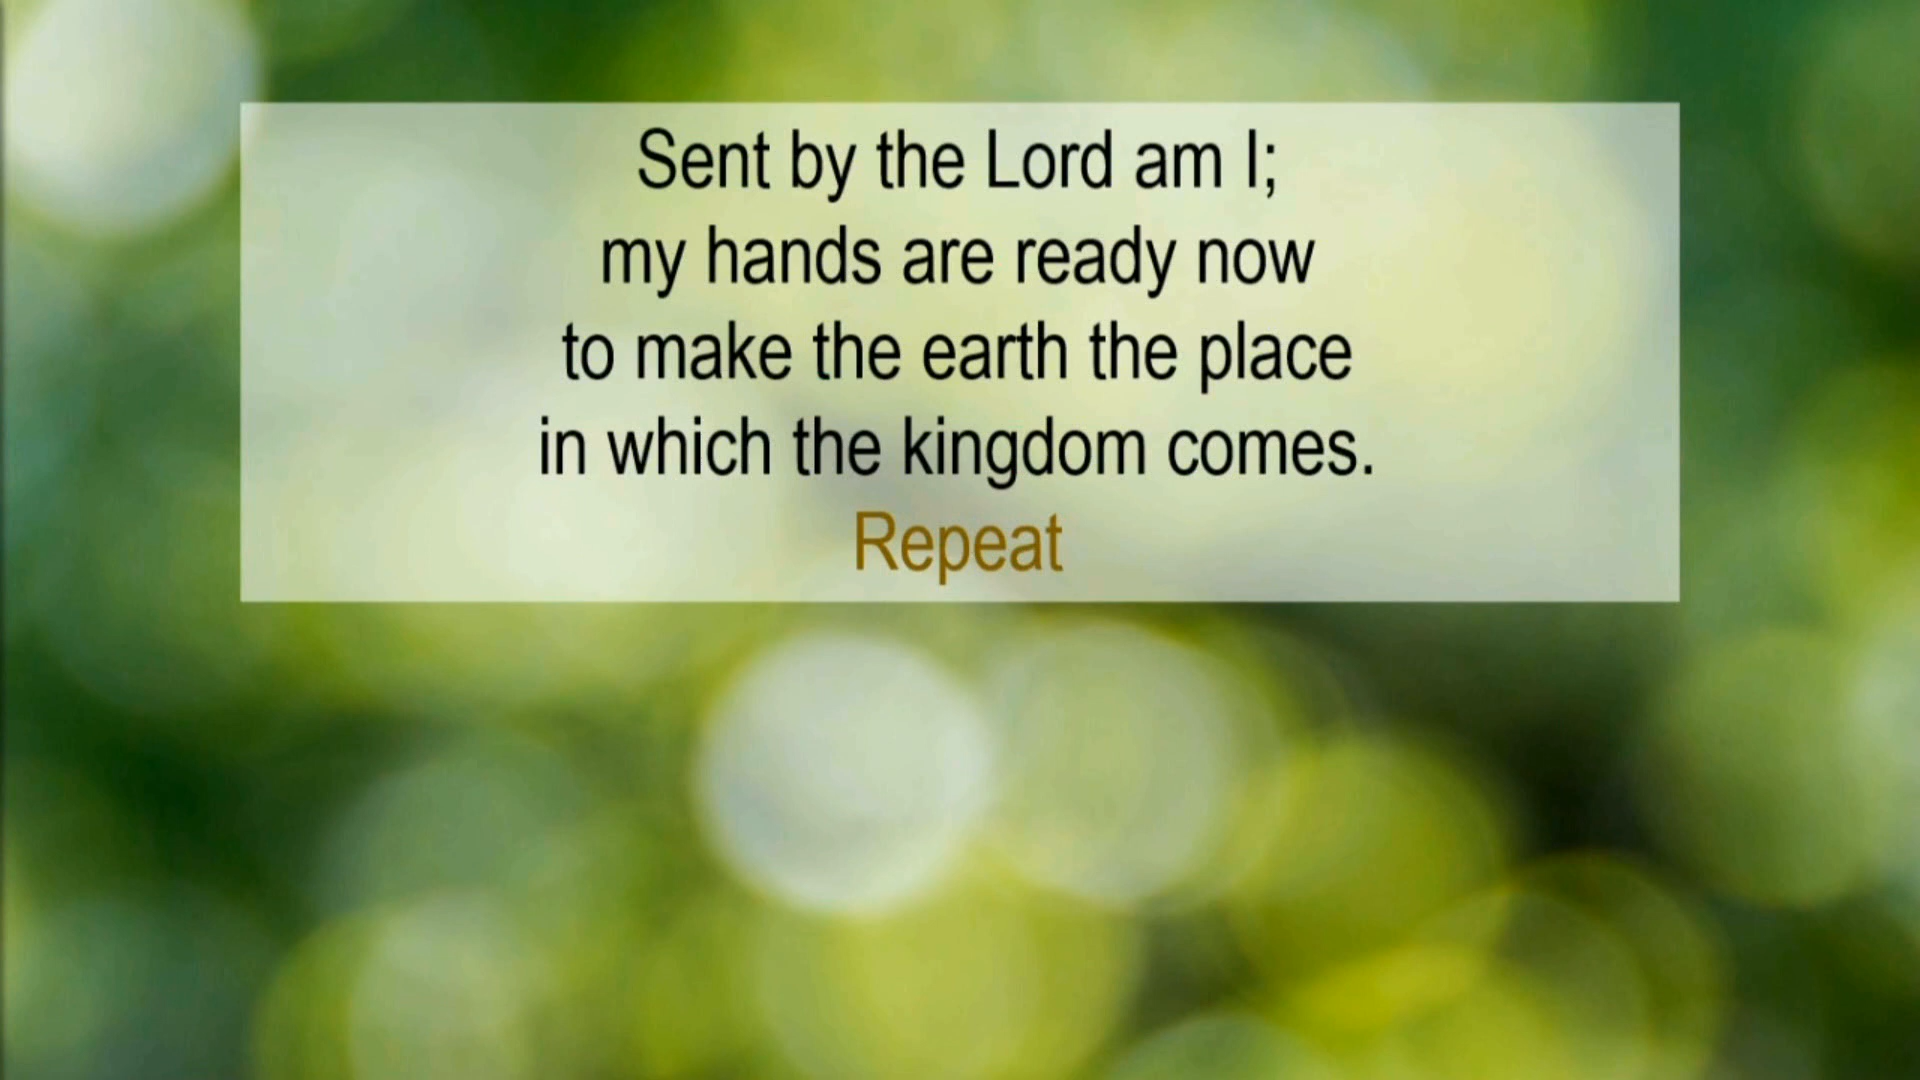 Sent by the Lord am I;
my hands are ready now
to make the earth the place
in which the kingdom comes.
Repeat